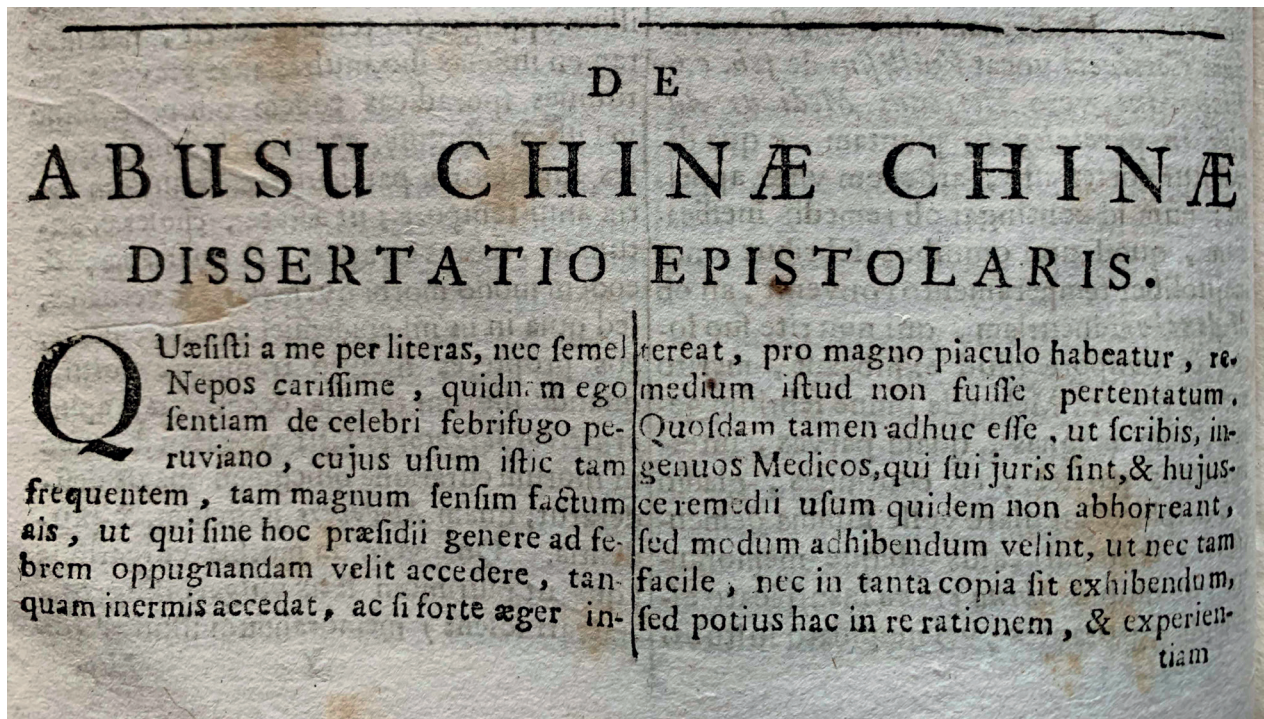 DE
ABUSU CHINÆ CHINÆ
DISSERTATIO EPISTOLARIS.
QUæſiſti a me per literas, nec ſemel
Nepos cariſſime, quidnam ego
ſentiam de celebri febrifugo pe-
ruviano, cujus uſum iſtic tam
frequentem, tam magnum ſenſim factum
ais, ut qui ſine hoc præſidii genere ad fe-
brem oppugnandam velit accedere, tan-
quam inermis accedat, ac ſi forte æger in-
tereat, pro magno piaculo habeatur, re-
medium iſtud non fuiſſe pertentatum.
Quoſdam tamen adhuc eſſe, ut ſcribis, in-
genuos Medicos, qui ſui juris ſint, & hujus-
ce remedii uſum quidem non abhorreant,
ſed modum adhibendum velint, ut nec tam
facile, nec in tanta copia ſit exhibendum,
ſed potius hac in re rationem, & experien-
tiam